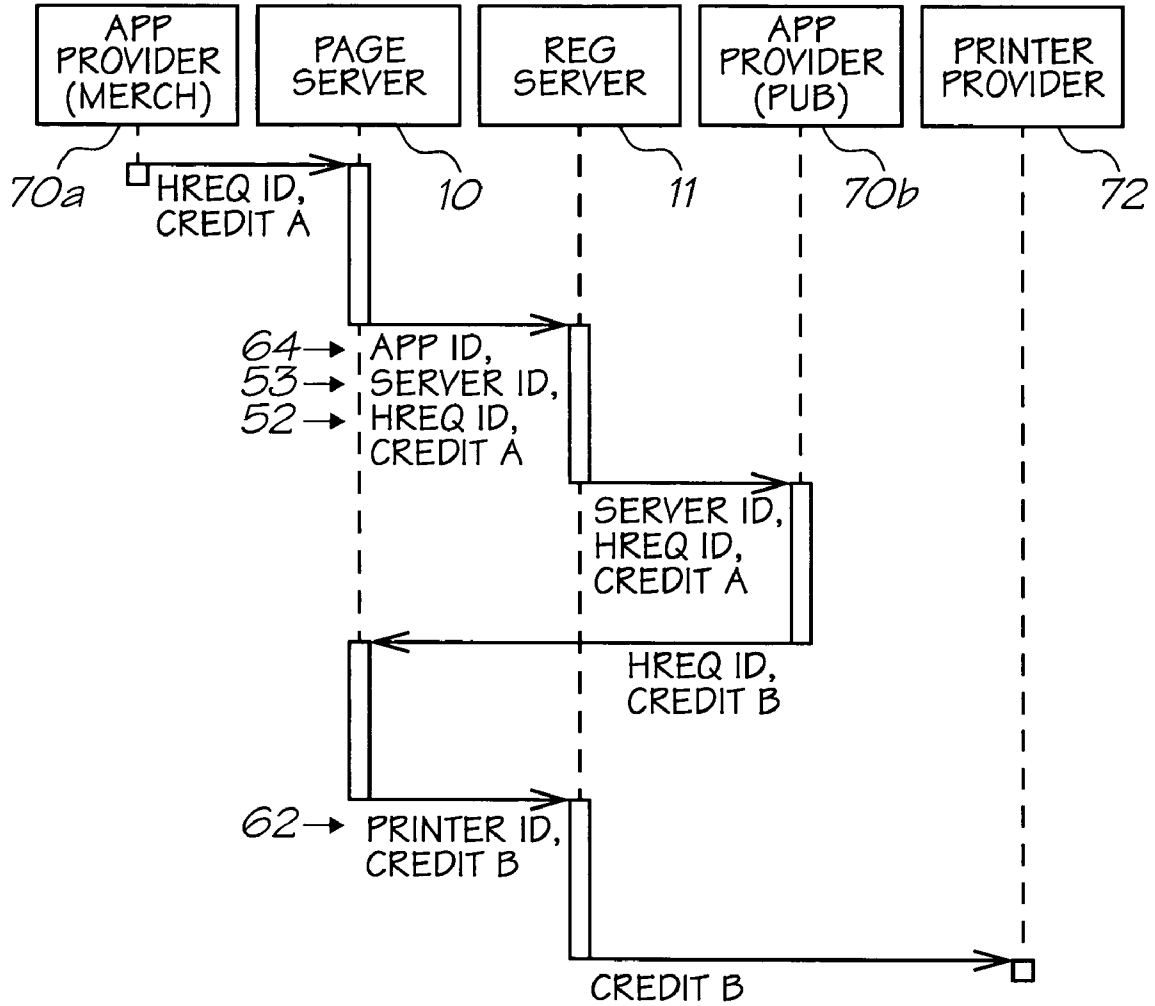 APP
PROVIDER
(MERCH)
PAGE
SERVER
REG
SERVER
APP
PROVIDER
(PUB)
PRINTER
PROVIDER
70a
10
11
70b
72
HREQ ID,
CREDIT A
64 → APP ID,
53 → SERVER ID,
52 → HREQ ID,
CREDIT A
SERVER ID,
HREQ ID,
CREDIT A
HREQ ID,
CREDIT B
62 → PRINTER ID,
CREDIT B
CREDIT B